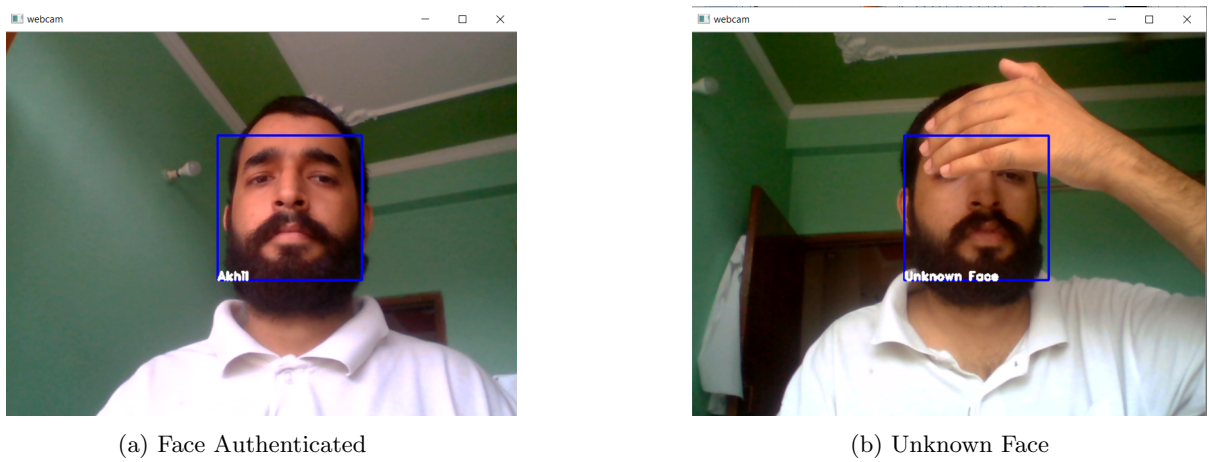 webcam
Akhil
(a) Face Authenticated
webcam
Unknown Face
(b) Unknown Face